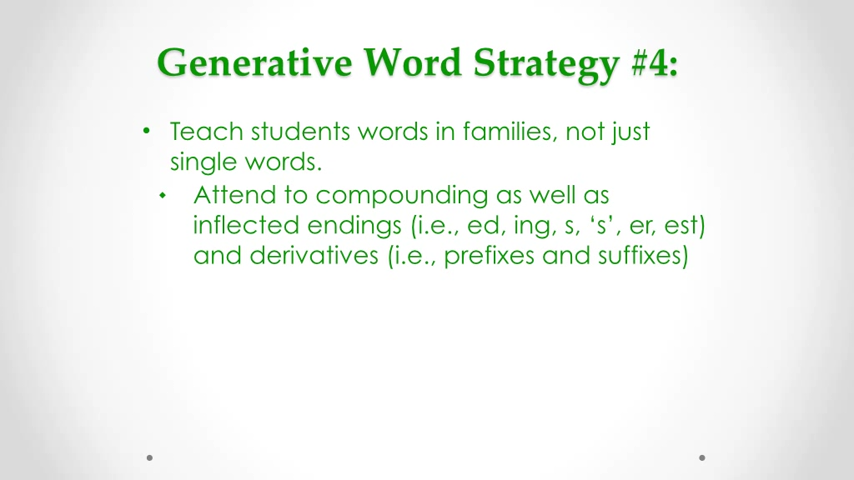 Generative Word Strategy #4:
• Teach students words in families, not just
single words.
• Attend to compounding as well as
inflected endings (i.e., ed, ing, s, ‘s’, er, est)
and derivatives (i.e., prefixes and suffixes)